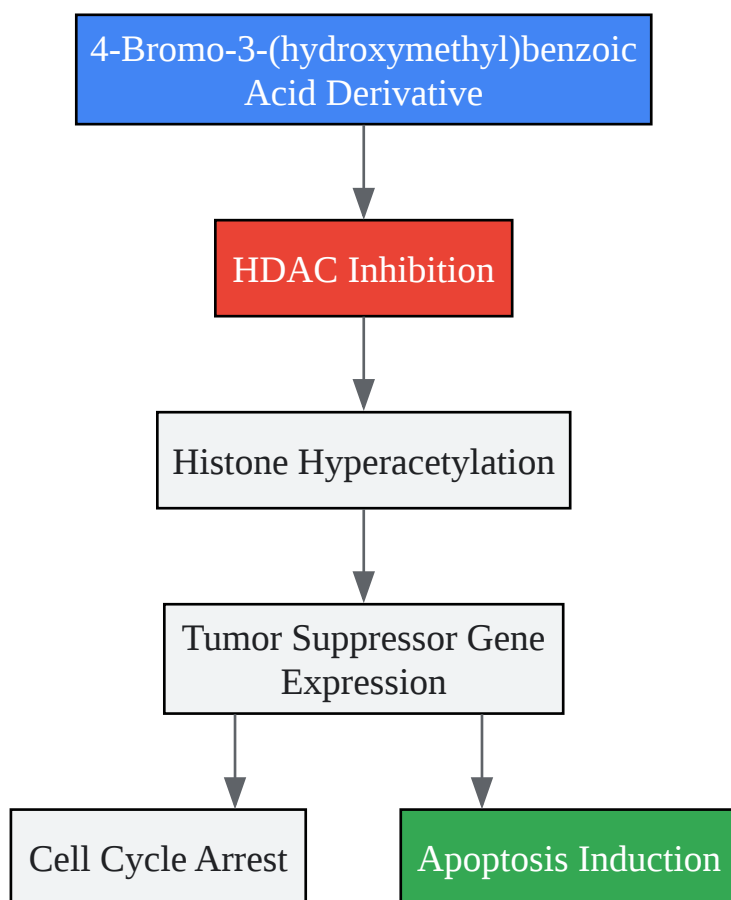 4-Bromo-3-(hydroxymethyl)benzoic
Acid Derivative
HDAC Inhibition
Histone Hyperacetylation
Tumor Suppressor Gene
Expression
Cell Cycle Arrest
Apoptosis Induction